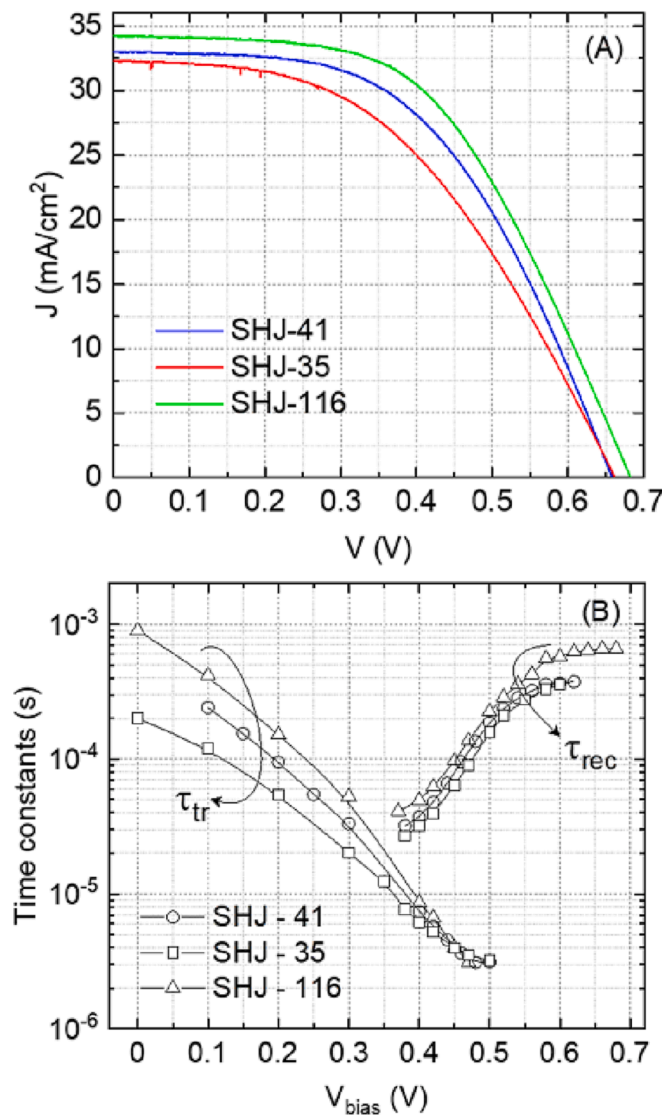 (A)
35
30
25
20
15
10
5
0
J (mA/cm²)
SHJ-41
SHJ-35
SHJ-116
0 0.1 0.2 0.3 0.4 0.5 0.6 0.7
V (V)
(B)
10⁻³
10⁻⁴
10⁻⁵
10⁻⁶
Time constants (s)
τtr
τrec
SHJ - 41
SHJ - 35
SHJ - 116
0 0.1 0.2 0.3 0.4 0.5 0.6 0.7
Vbias (V)